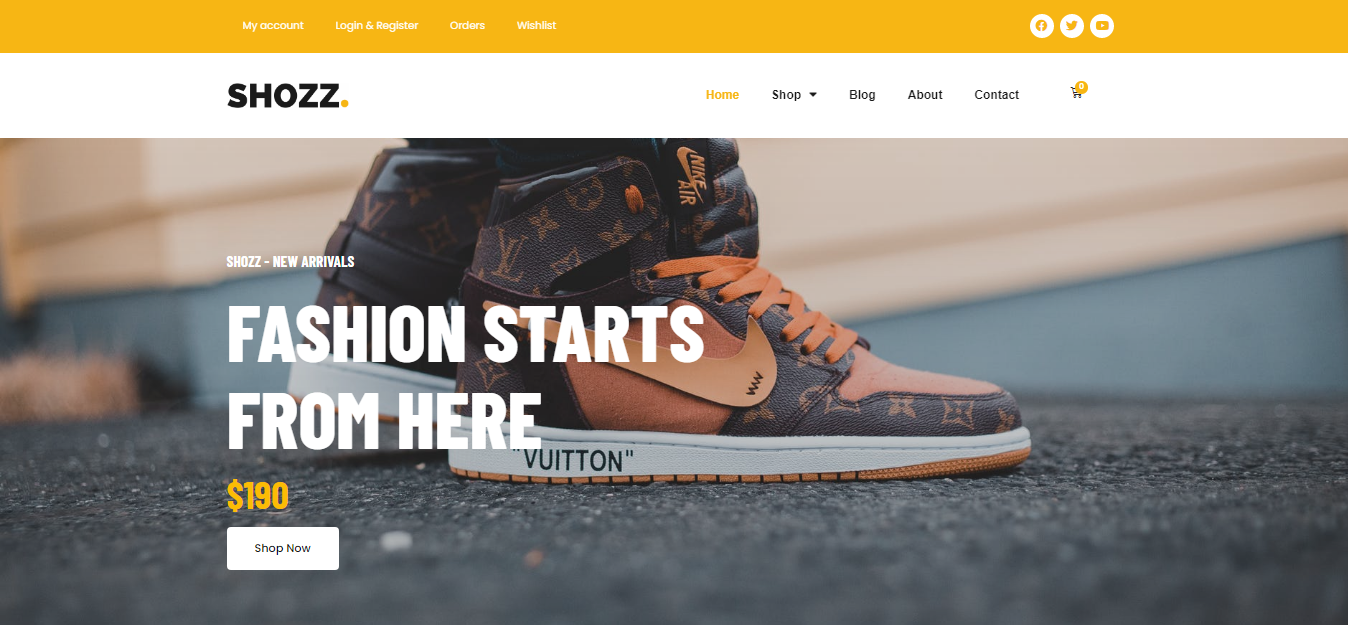 My account Login & Register Orders Wishlist
SHOZZ.
Home Shop Blog About Contact
0
NIKE
AIR
SHOZZ - NEW ARRIVALS
FASHION STARTS
FROM HERE
"VUITTON"
$190
Shop Now